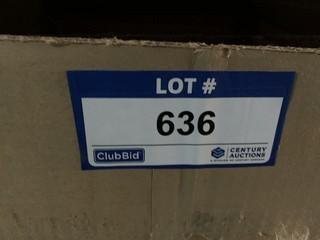 LOT #
636
ClubBid
CENTURY
AUCTIONS